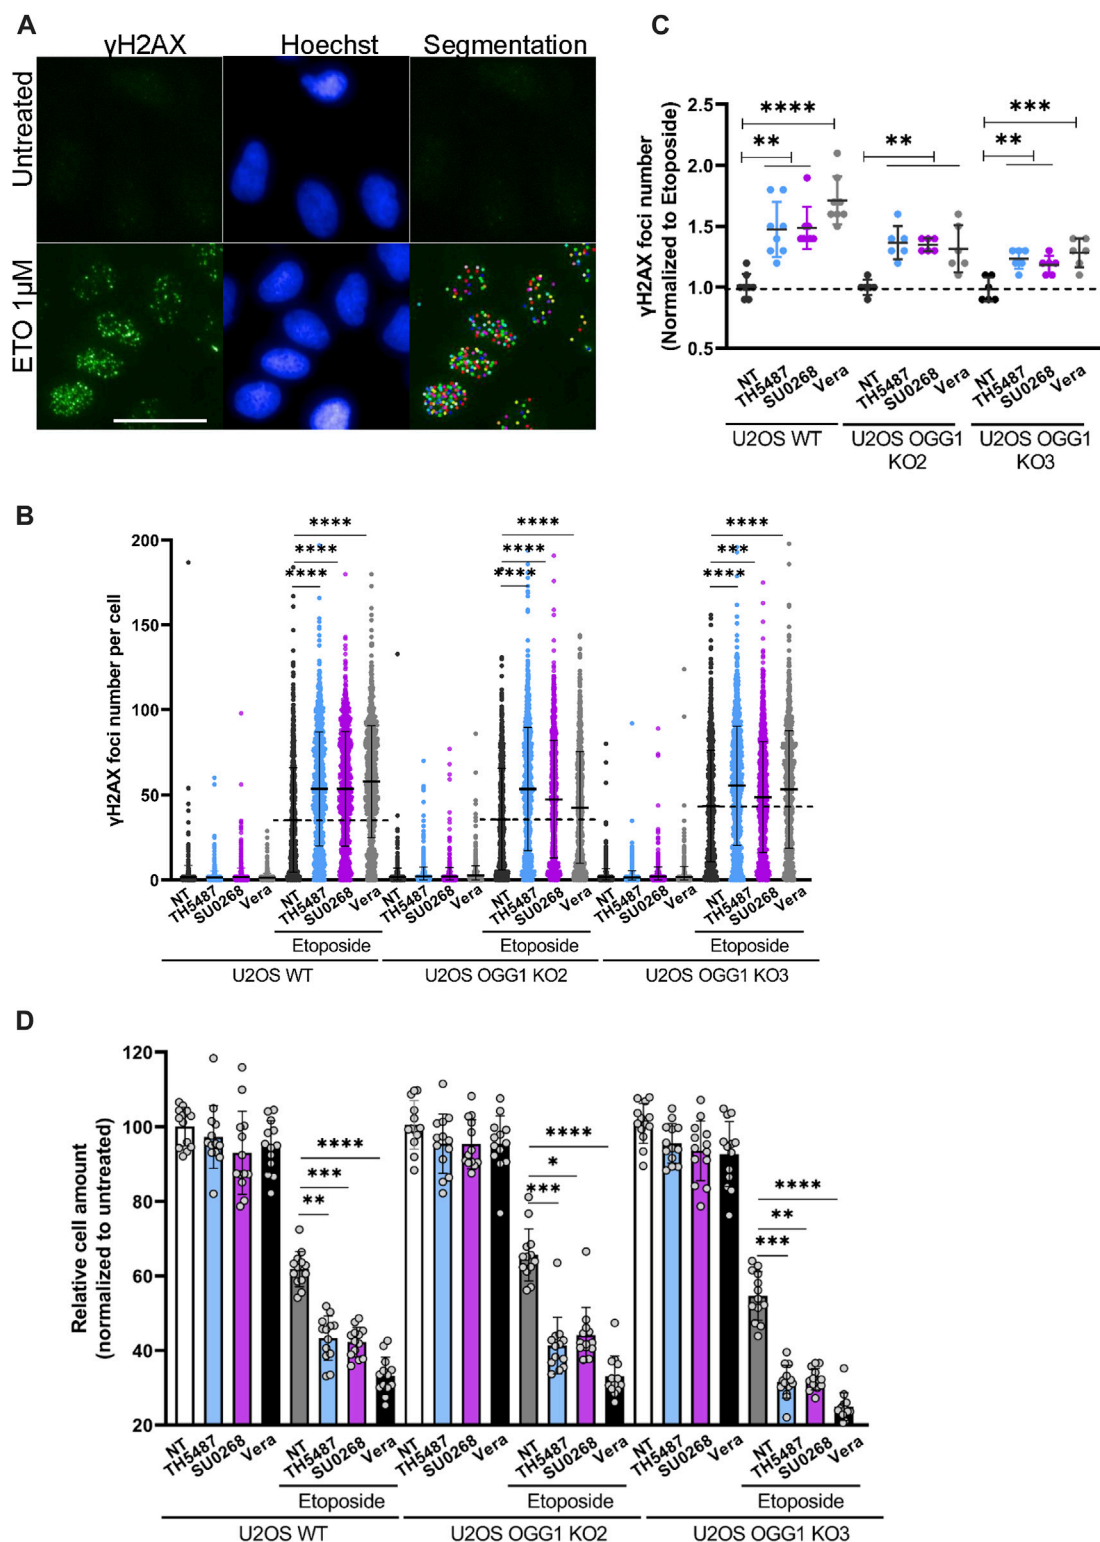 A
γH2AX Hoechst Segmentation
Untreated
ETO 1µM
C
γH2AX foci number
(Normalized to Etoposide)
2.5
2.0
1.5
1.0
0.5
**** ** ** *** **
NT TH5487 SU0268 Vera NT TH5487 SU0268 Vera NT TH5487 SU0268 Vera
U2OS WT U2OS OGG1 KO2 U2OS OGG1 KO3
B
γH2AX foci number per cell
200
150
100
50
0
**** **** ****
**** **** ***
**** **** ****
NT TH5487 SU0268 Vera NT TH5487 SU0268 Vera NT TH5487 SU0268 Vera NT TH5487 SU0268 Vera NT TH5487 SU0268 Vera NT TH5487 SU0268 Vera
Etoposide Etoposide Etoposide
U2OS WT U2OS OGG1 KO2 U2OS OGG1 KO3
D
Relative cell amount
(normalized to untreated)
120
100
80
60
40
20
**** **** ****
*** * **
** *** ***
NT TH5487 SU0268 Vera NT TH5487 SU0268 Vera NT TH5487 SU0268 Vera NT TH5487 SU0268 Vera NT TH5487 SU0268 Vera NT TH5487 SU0268 Vera
Etoposide Etoposide Etoposide
U2OS WT U2OS OGG1 KO2 U2OS OGG1 KO3